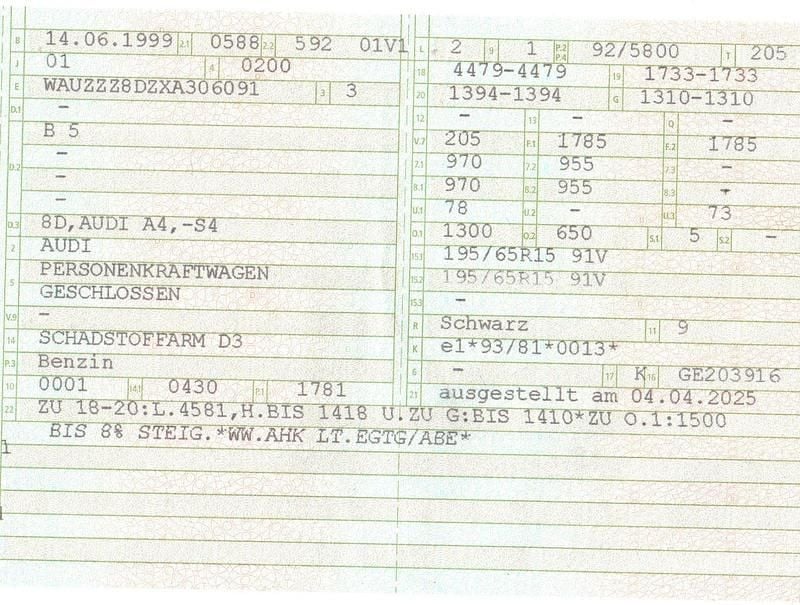 B 14.06.1999 2.1 0588 2.2 592 01V1
J 01 4 0200
E WAUZZZ8DZXA306091 3 3
D.1 –
B 5
–
D.2 –
–
D.3 8D,AUDI A4,-S4
2 AUDI
5 PERSONENKRAFTWAGEN
GESCHLOSSEN
V.9 –
14 SCHADSTOFFARM D3
P.3 Benzin
10 0001 14.1 0430 P.1 1781
L 2 9 1 P.2 P.4 92/5800 T 205
18 4479-4479 19 1733-1733
20 1394-1394 G 1310-1310
12 – 13 – Q –
V.7 205 F.1 1785 F.2 1785
7.1 970 7.2 955 7.3 –
8.1 970 8.2 955 8.3 –
U.1 78 U.2 – U.3 73
O.1 1300 O.2 650 S.1 5 S.2 –
15.1 195/65R15 91V
15.2 195/65R15 91V
15.3 –
R Schwarz 11 9
K e1*93/81*0013*
6 – 17 K 16 GE203916
21 ausgestellt am 04.04.2025
22 ZU 18-20:L.4581,H.BIS 1418 U.ZU G:BIS 1410*ZU O.1:1500
BIS 8% STEIG.*WW.AHK LT.EGTG/ABE*